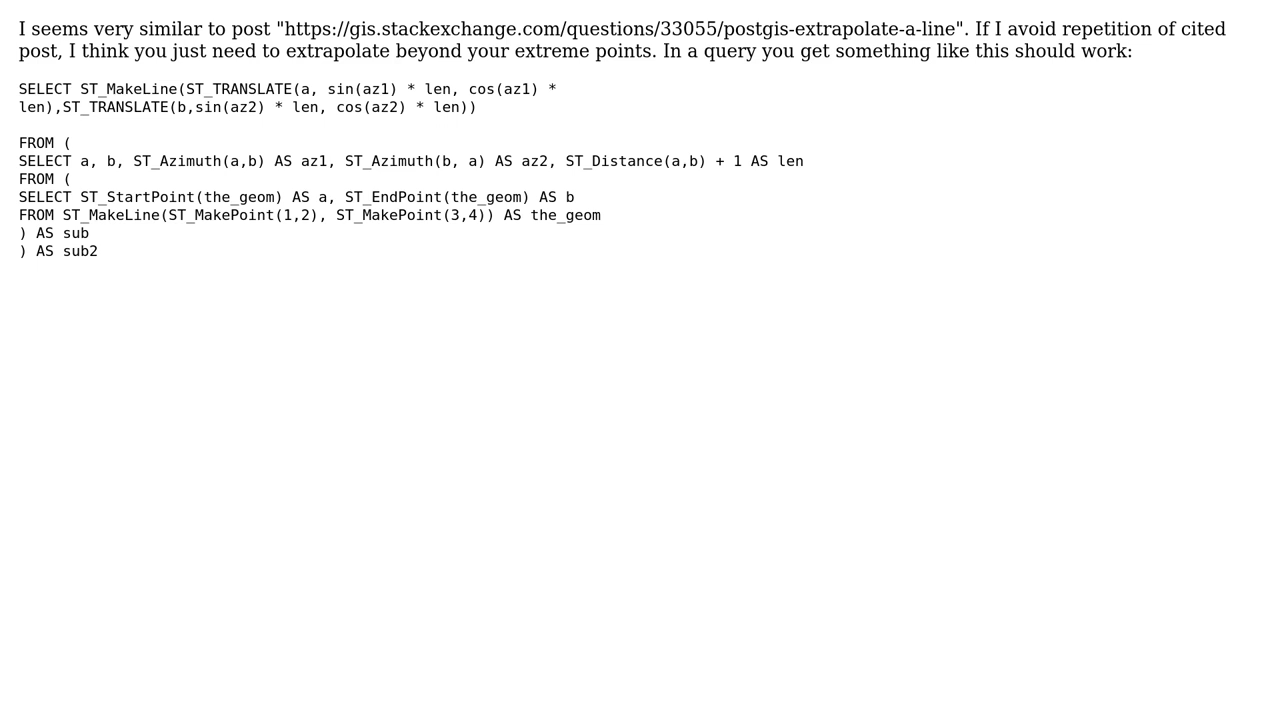 I seems very similar to post "https://gis.stackexchange.com/questions/33055/postgis-extrapolate-a-line". If I avoid repetition of cited
post, I think you just need to extrapolate beyond your extreme points. In a query you get something like this should work:
SELECT ST_MakeLine(ST_TRANSLATE(a, sin(az1) * len, cos(az1) *
len),ST_TRANSLATE(b,sin(az2) * len, cos(az2) * len))
FROM (
SELECT a, b, ST_Azimuth(a,b) AS az1, ST_Azimuth(b, a) AS az2, ST_Distance(a,b) + 1 AS len
FROM (
SELECT ST_StartPoint(the_geom) AS a, ST_EndPoint(the_geom) AS b
FROM ST_MakeLine(ST_MakePoint(1,2), ST_MakePoint(3,4)) AS the_geom
) AS sub
) AS sub2